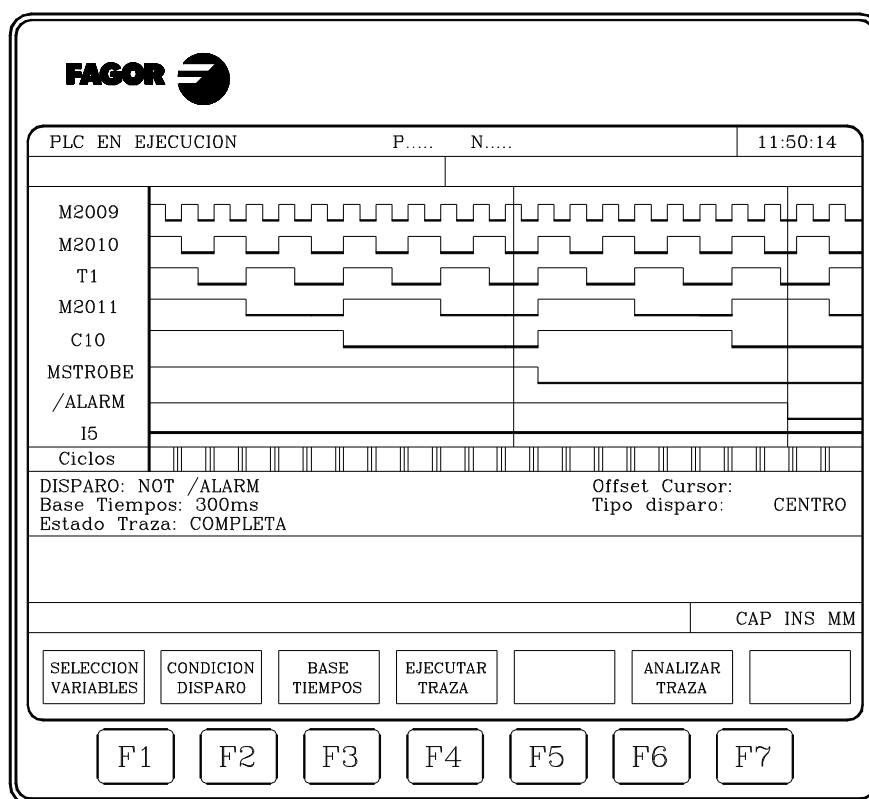 FAGOR
PLC EN EJECUCION P..... N..... 11:50:14
M2009
M2010
T1
M2011
C10
MSTROBE
/ALARM
I5
Ciclos
DISPARO: NOT /ALARM Offset Cursor:
Base Tiempos: 300ms Tipo disparo: CENTRO
Estado Traza: COMPLETA
CAP INS MM
SELECCION VARIABLES
CONDICION DISPARO
BASE TIEMPOS
EJECUTAR TRAZA
ANALIZAR TRAZA
F1 F2 F3 F4 F5 F6 F7